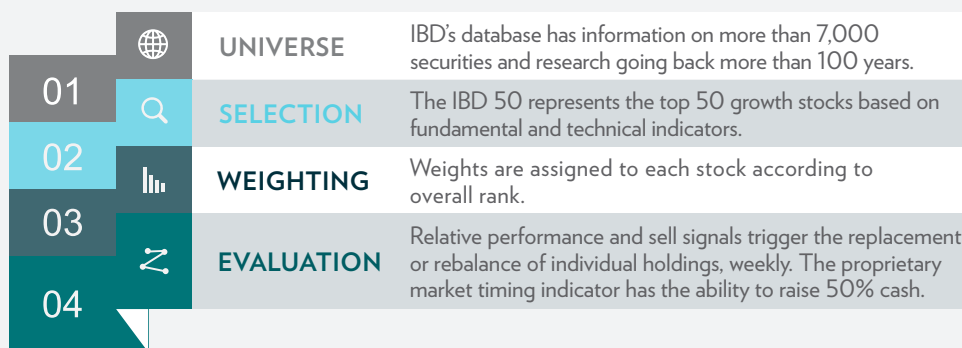 01
UNIVERSE
IBD’s database has information on more than 7,000
securities and research going back more than 100 years.
02
SELECTION
The IBD 50 represents the top 50 growth stocks based on
fundamental and technical indicators.
03
WEIGHTING
Weights are assigned to each stock according to
overall rank.
04
EVALUATION
Relative performance and sell signals trigger the replacement
or rebalance of individual holdings, weekly. The proprietary
market timing indicator has the ability to raise 50% cash.